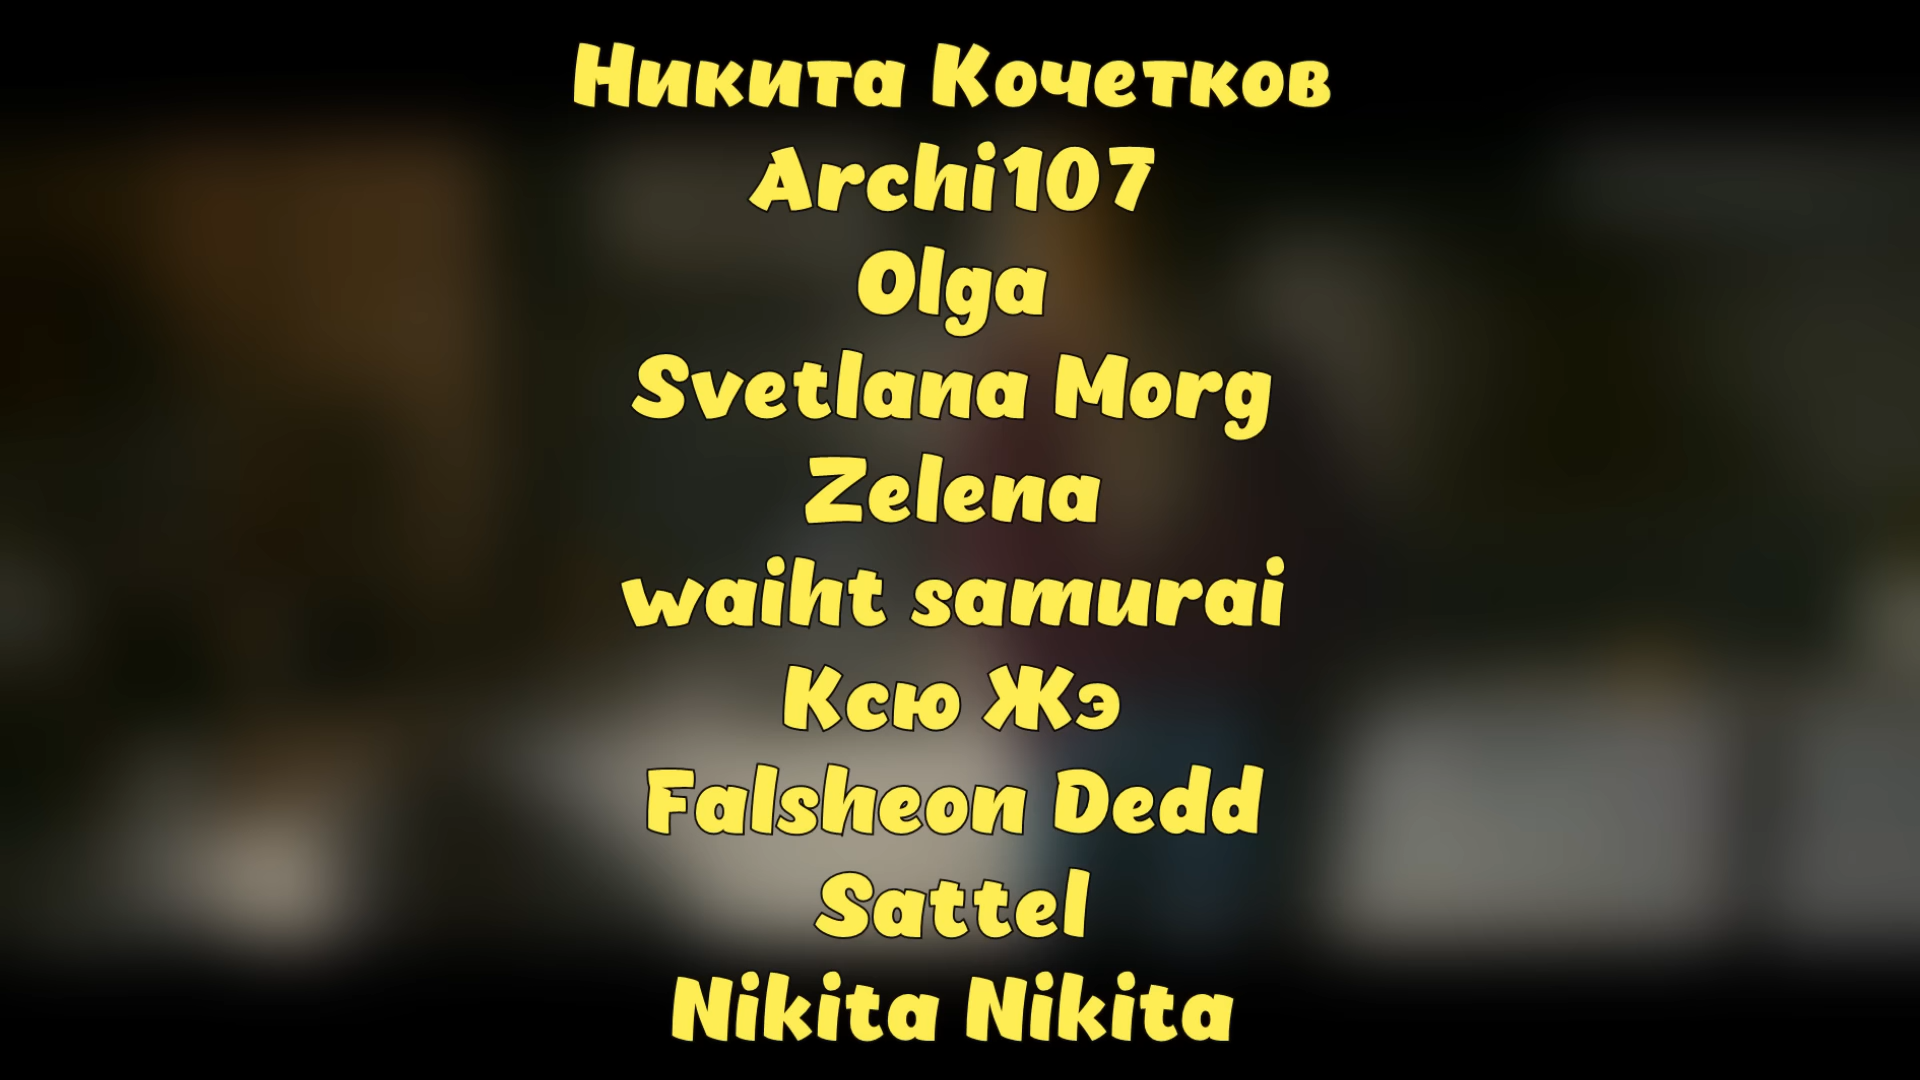 Никита Кочетков
Archi107
Olga
Svetlana Morg
Zelena
waiht samurai
Ксю Жэ
Falsheon Dedd
Sattel
Nikita Nikita